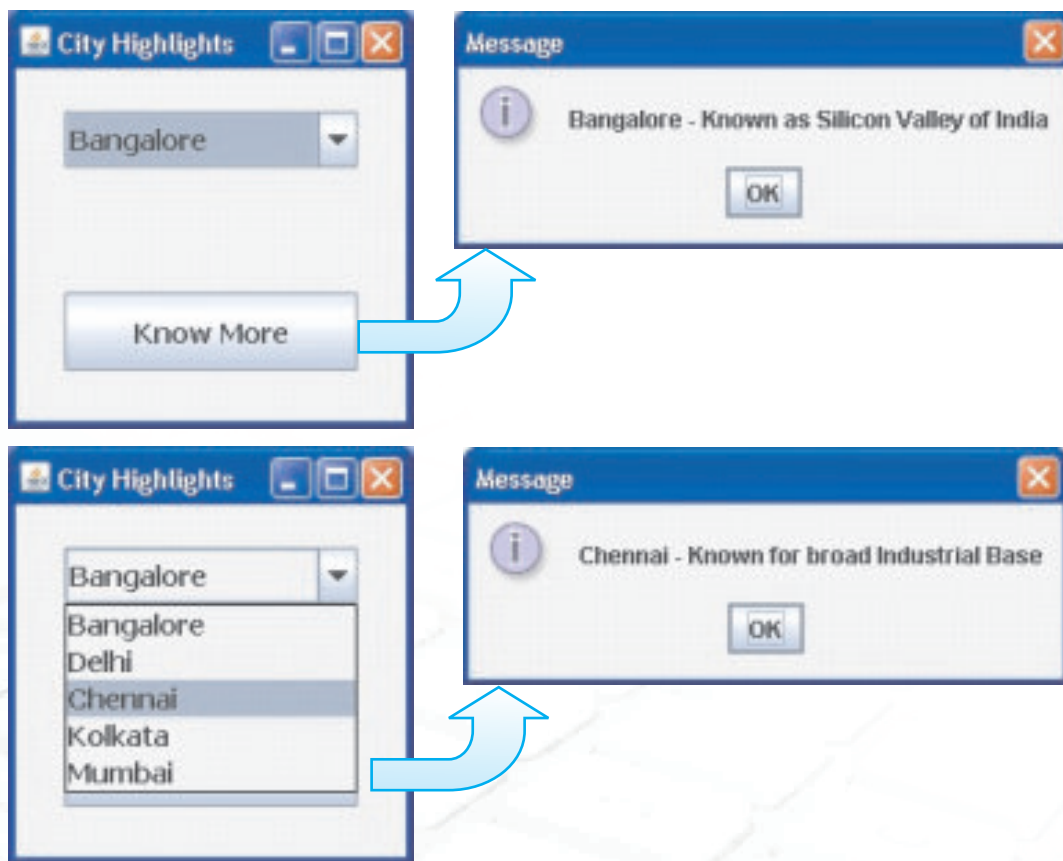 City Highlights
Bangalore
Know More
Message
Bangalore - Known as Silicon Valley of India
OK
City Highlights
Bangalore
Bangalore
Delhi
Chennai
Kolkata
Mumbai
Message
Chennai - Known for broad Industrial Base
OK